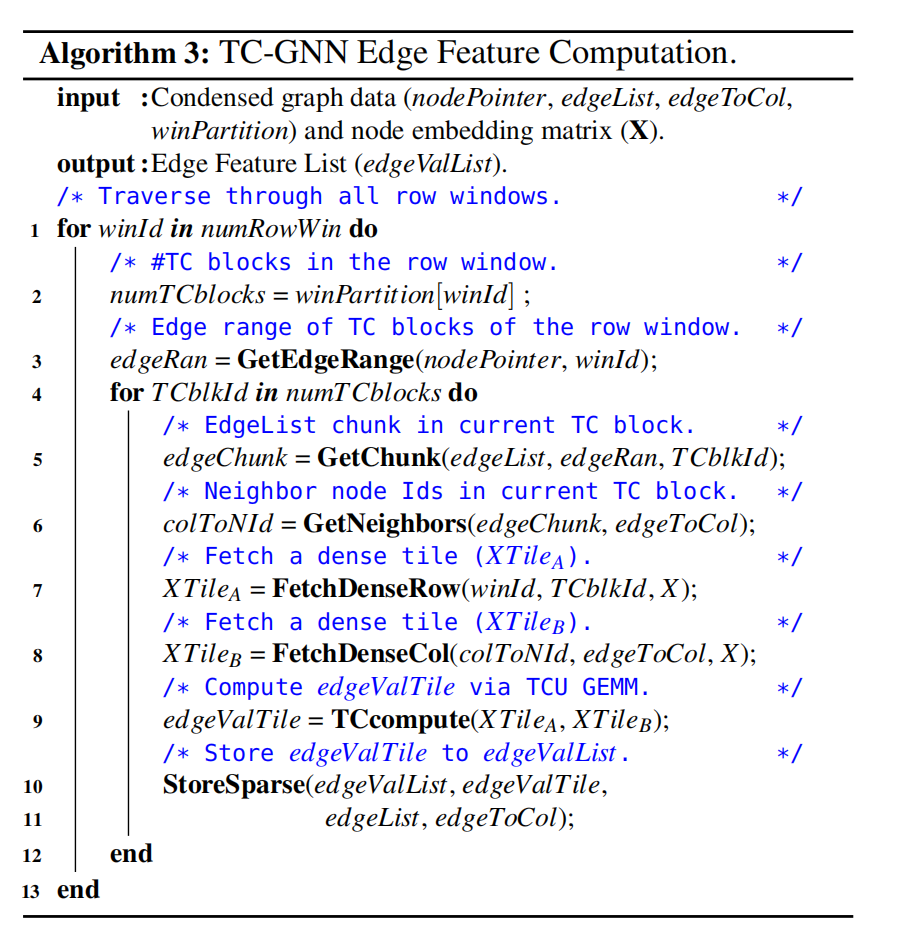 Algorithm 3: TC-GNN Edge Feature Computation.
input :Condensed graph data (nodePointer, edgeList, edgeToCol,
winPartition) and node embedding matrix (X).
output :Edge Feature List (edgeValList).
/* Traverse through all row windows. */
1 for winId in numRowWin do
/* #TC blocks in the row window. */
2 numTCblocks = winPartition[winId] ;
/* Edge range of TC blocks of the row window. */
3 edgeRan = GetEdgeRange(nodePointer, winId);
4 for TCblkId in numTCblocks do
/* EdgeList chunk in current TC block. */
5 edgeChunk = GetChunk(edgeList, edgeRan, TCblkId);
/* Neighbor node Ids in current TC block. */
6 colToNId = GetNeighbors(edgeChunk, edgeToCol);
/* Fetch a dense tile (XTileA). */
7 XTileA = FetchDenseRow(winId, TCblkId, X);
/* Fetch a dense tile (XTileB). */
8 XTileB = FetchDenseCol(colToNId, edgeToCol, X);
/* Compute edgeValTile via TCU GEMM. */
9 edgeValTile = TCcompute(XTileA, XTileB);
/* Store edgeValTile to edgeValList. */
10 StoreSparse(edgeValList, edgeValTile,
11 edgeList, edgeToCol);
12 end
13 end